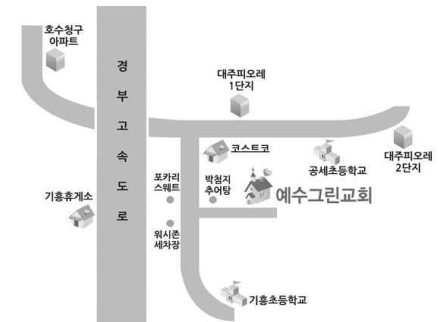 호수청구
아파트
경부고속도로
대주피오레
1단지
코스트코
공세초등학교
대주피오레
2단지
포카리
스웨트
박첨지
추어탕
예수그린교회
기흥휴게소
워시존
세차장
기흥초등학교